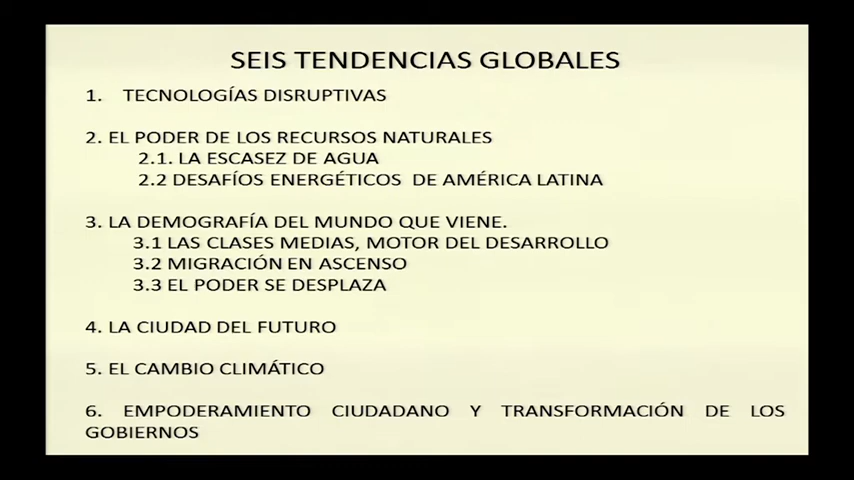 SEIS TENDENCIAS GLOBALES
1. TECNOLOGÍAS DISRUPTIVAS
2. EL PODER DE LOS RECURSOS NATURALES
2.1. LA ESCASEZ DE AGUA
2.2 DESAFÍOS ENERGÉTICOS DE AMÉRICA LATINA
3. LA DEMOGRAFÍA DEL MUNDO QUE VIENE.
3.1 LAS CLASES MEDIAS, MOTOR DEL DESARROLLO
3.2 MIGRACIÓN EN ASCENSO
3.3 EL PODER SE DESPLAZA
4. LA CIUDAD DEL FUTURO
5. EL CAMBIO CLIMÁTICO
6. EMPODERAMIENTO CIUDADANO Y TRANSFORMACIÓN DE LOS
GOBIERNOS